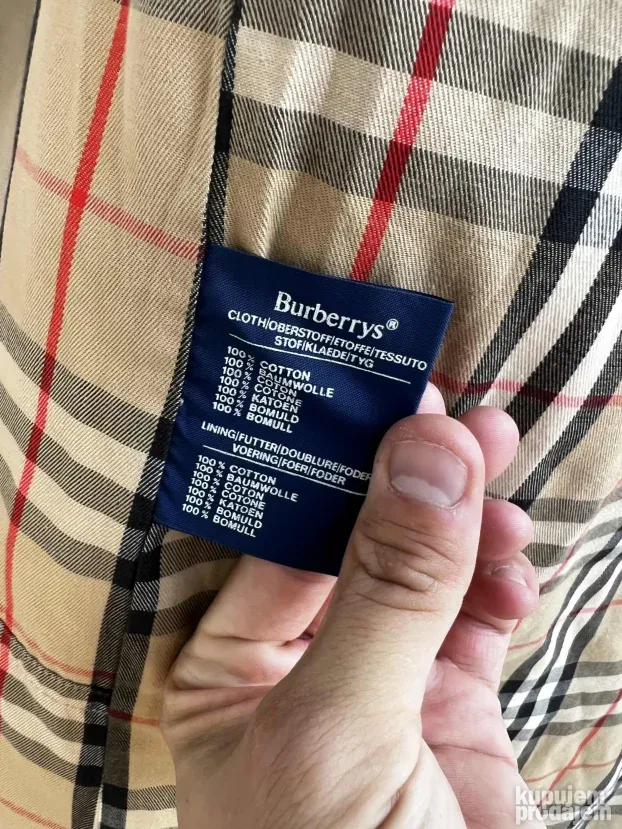 Burberrys®
CLOTH/OBERSTOFF/ETOFFE/TESSUTO
STOF/KLAEDE/TYG
100% COTTON
100% BAUMWOLLE
100% COTON
100% COTONE
100% KATOEN
100% BOMULD
100% BOMULL
LINING/FUTTER/DOUBLURE/FODER
VOERING/FOER/FODER
100% COTTON
100% BAUMWOLLE
100% COTON
100% COTONE
100% KATOEN
100% BOMULD
100% BOMULL
kupujem
prodajem